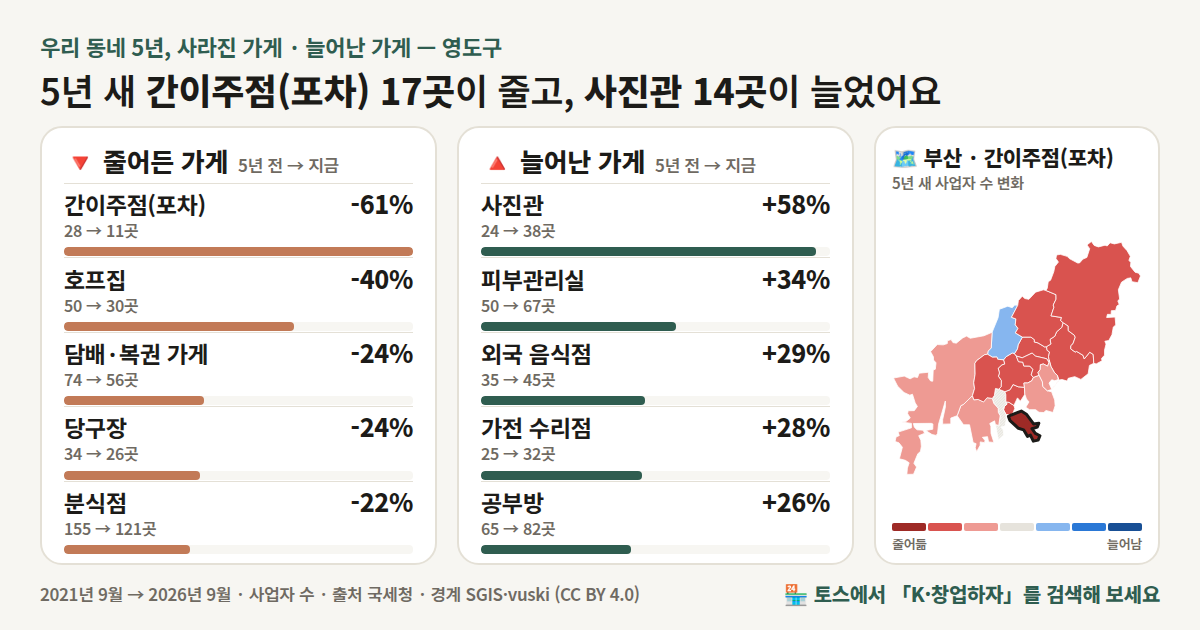 우리 동네 5년, 사라진 가게 · 늘어난 가게 — 영도구
5년 새 간이주점(포차) 17곳이 줄고, 사진관 14곳이 늘었어요
줄어든 가게 5년 전 → 지금
간이주점(포차) -61%
28 → 11곳
호프집 -40%
50 → 30곳
담배·복권 가게 -24%
74 → 56곳
당구장 -24%
34 → 26곳
분식점 -22%
155 → 121곳
늘어난 가게 5년 전 → 지금
사진관 +58%
24 → 38곳
피부관리실 +34%
50 → 67곳
외국 음식점 +29%
35 → 45곳
가전 수리점 +28%
25 → 32곳
공부방 +26%
65 → 82곳
부산 · 간이주점(포차)
5년 새 사업자 수 변화
줄어듦 늘어남
2021년 9월 → 2026년 9월 · 사업자 수 · 출처 국세청 · 경계 SGIS·vuski (CC BY 4.0)
토스에서 「K·창업하자」를 검색해 보세요